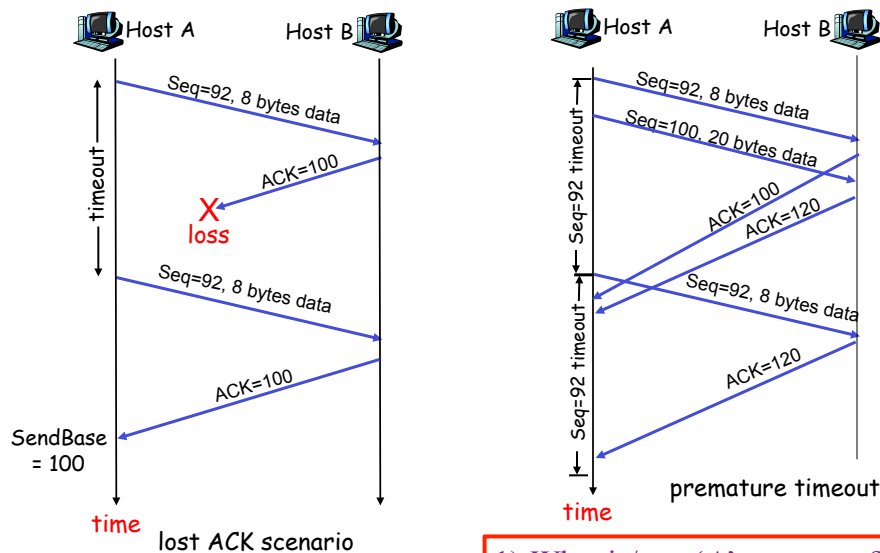 Host A
Host B
Seq=92, 8 bytes data
timeout
ACK=100
X
loss
Seq=92, 8 bytes data
ACK=100
SendBase
= 100
time
lost ACK scenario
Host A
Host B
Seq=92, 8 bytes data
Seq=100, 20 bytes data
Seq=92 timeout
ACK=100
ACK=120
Seq=92, 8 bytes data
Seq=92 timeout
ACK=120
premature timeout
time